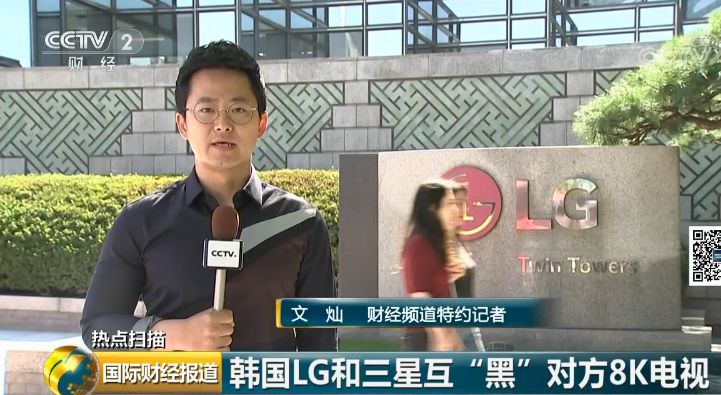 CCTV 2
财经
CCTV
LG
Twin Towers
CCTV.
文 灿 财经频道特约记者
热点扫描
国际财经报道
韩国LG和三星互“黑”对方8K电视